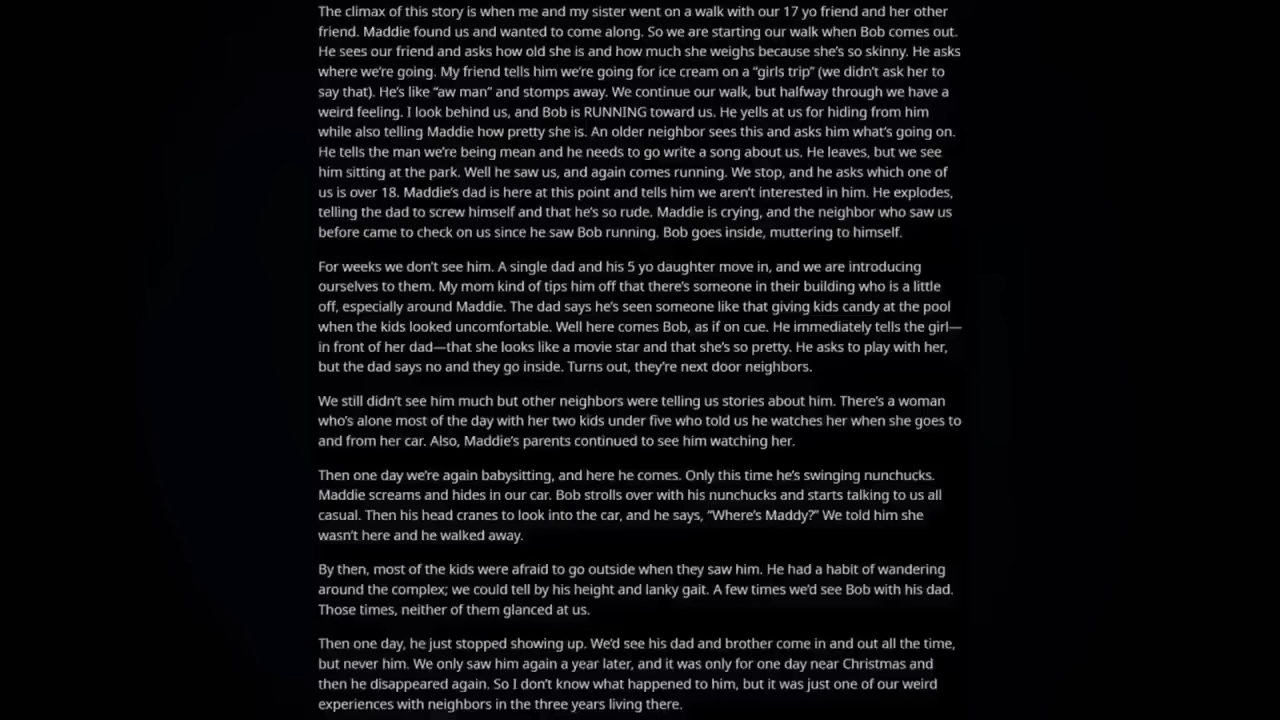 The climax of this story is when me and my sister went on a walk with our 17 yo friend and her other
friend. Maddie found us and wanted to come along. So we are starting our walk when Bob comes out.
He sees our friend and asks how old she is and how much she weighs because she’s so skinny. He asks
where we’re going. My friend tells him we’re going for ice cream on a “girls trip” (we didn’t ask her to
say that). He’s like “aw man” and stomps away. We continue our walk, but halfway through we have a
weird feeling. I look behind us, and Bob is RUNNING toward us. He yells at us for hiding from him
while also telling Maddie how pretty she is. An older neighbor sees this and asks him what’s going on.
He tells the man we’re being mean and he needs to go write a song about us. He leaves, but we see
him sitting at the park. Well he saw us, and again comes running. We stop, and he asks which one of
us is over 18. Maddie’s dad is here at this point and tells him we aren’t interested in him. He explodes,
telling the dad to screw himself and that he’s so rude. Maddie is crying, and the neighbor who saw us
before came to check on us since he saw Bob running. Bob goes inside, muttering to himself.
For weeks we don’t see him. A single dad and his 5 yo daughter move in, and we are introducing
ourselves to them. My mom kind of tips him off that there’s someone in their building who is a little
off, especially around Maddie. The dad says he’s seen someone like that giving kids candy at the pool
when the kids looked uncomfortable. Well here comes Bob, as if on cue. He immediately tells the girl—
in front of her dad—that she looks like a movie star and that she’s so pretty. He asks to play with her,
but the dad says no and they go inside. Turns out, they’re next door neighbors.
We still didn’t see him much but other neighbors were telling us stories about him. There’s a woman
who’s alone most of the day with her two kids under five who told us he watches her when she goes to
and from her car. Also, Maddie’s parents continued to see him watching her.
Then one day we’re again babysitting, and here he comes. Only this time he’s swinging nunchucks.
Maddie screams and hides in our car. Bob strolls over with his nunchucks and starts talking to us all
casual. Then his head cranes to look into the car, and he says, “Where’s Maddy?” We told him she
wasn’t here and he walked away.
By then, most of the kids were afraid to go outside when they saw him. He had a habit of wandering
around the complex; we could tell by his height and lanky gait. A few times we’d see Bob with his dad.
Those times, neither of them glanced at us.
Then one day, he just stopped showing up. We’d see his dad and brother come in and out all the time,
but never him. We only saw him again a year later, and it was only for one day near Christmas and
then he disappeared again. So I don’t know what happened to him, but it was just one of our weird
experiences with neighbors in the three years living there.